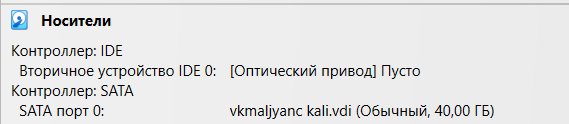 Носители
Контроллер: IDE
Вторичное устройство IDE 0: [Оптический привод] Пусто
Контроллер: SATA
SATA порт 0: vkmaljyanc kali.vdi (Обычный, 40,00 ГБ)